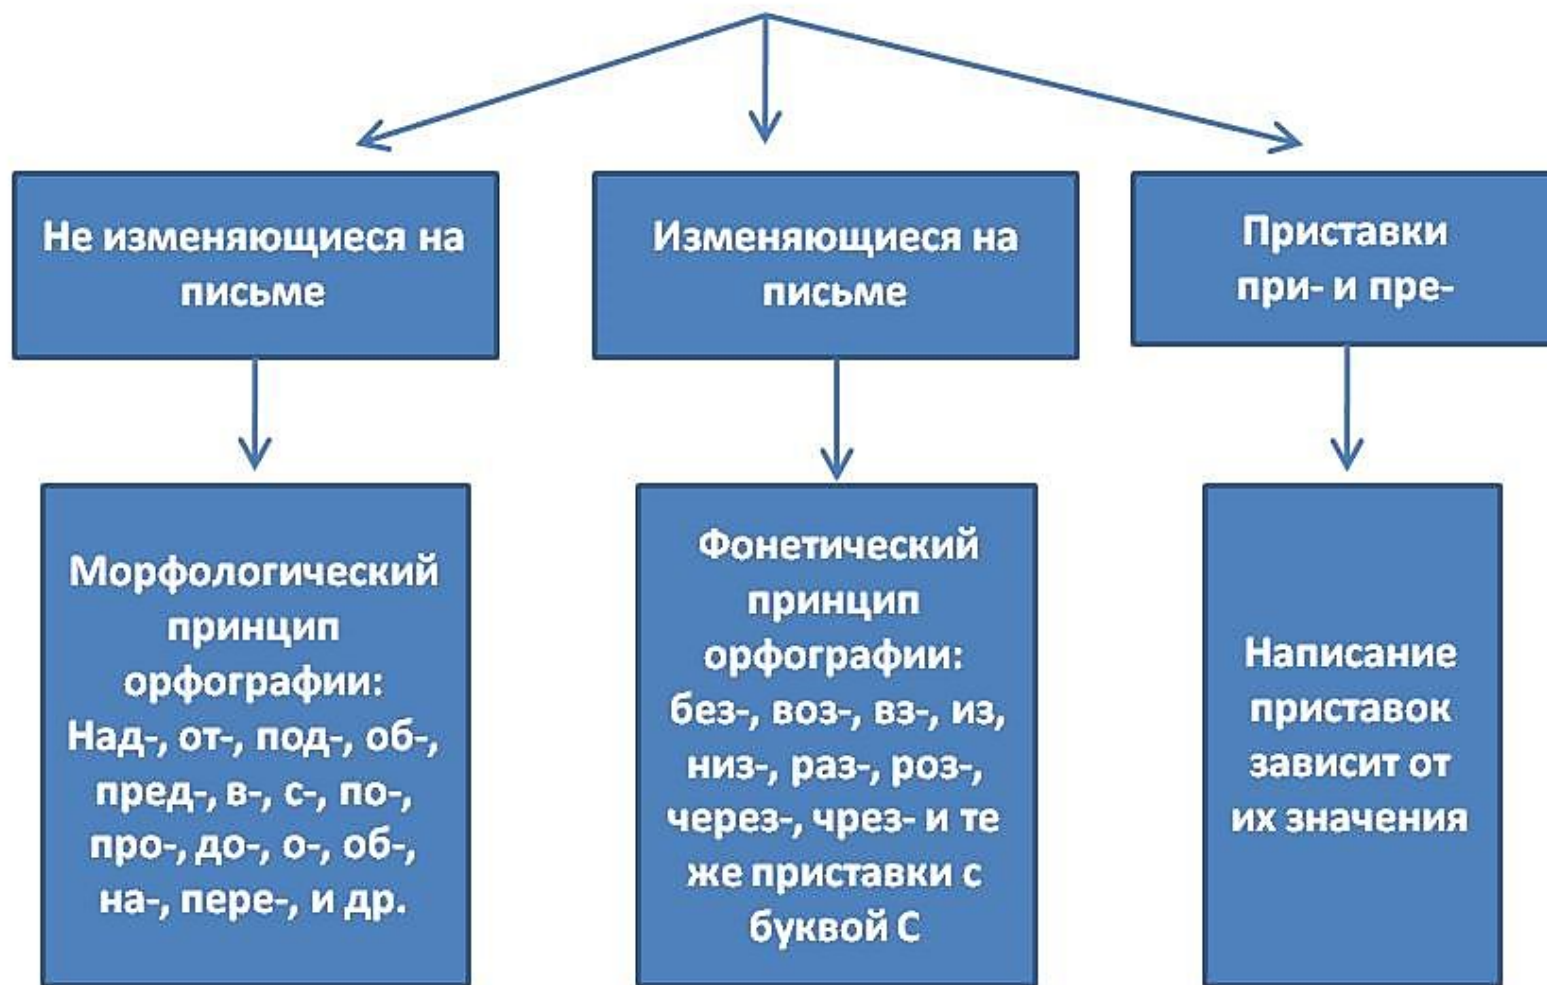 Не изменяющиеся на
письме
Изменяющиеся на
письме
Приставки
при- и пре-
Морфологический
принцип
орфографии:
Над-, от-, под-, об-,
пред-, в-, с-, по-,
про-, до-, о-, об-,
на-, пере-, и др.
Фонетический
принцип
орфографии:
без-, воз-, вз-, из,
низ-, раз-, роз-,
через-, чрез- и те
же приставки с
буквой С
Написание
приставок
зависит от
их значения